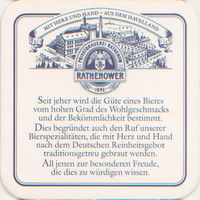 MIT HERZ UND HAND - AUS DEM HAVELLAND
PRIVATBRAUEREI
RATHENOWER
Seit jeher wird die Güte eines Bieres
vom hohen Grad des Wohlgeschmacks
und der Bekömmlichkeit bestimmt.
Dies begründet auch den Ruf unserer
Bierspezialitäten, die mit Herz und Hand
nach dem Deutschen Reinheitsgebot
traditionsgetreu gebraut werden.
All jenen zur besonderen Freude,
die dies zu würdigen wissen.